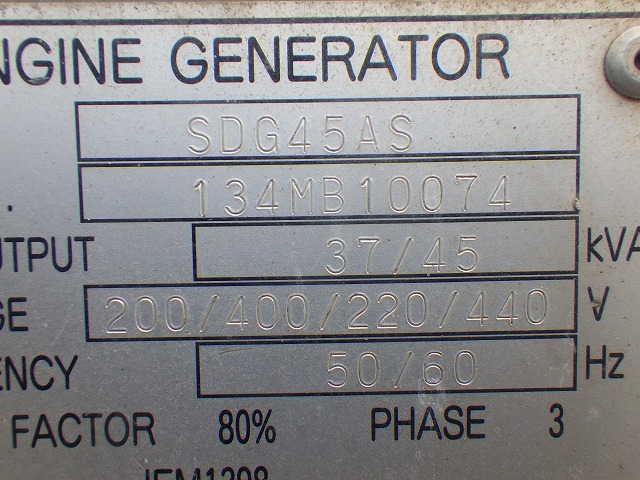 NGINE GENERATOR
SDG45AS
. 134MB10074
UTPUT 37/45 kVA
GE 200/400/220/440 V
ENCY 50/60 Hz
FACTOR 80% PHASE 3
JEM1398